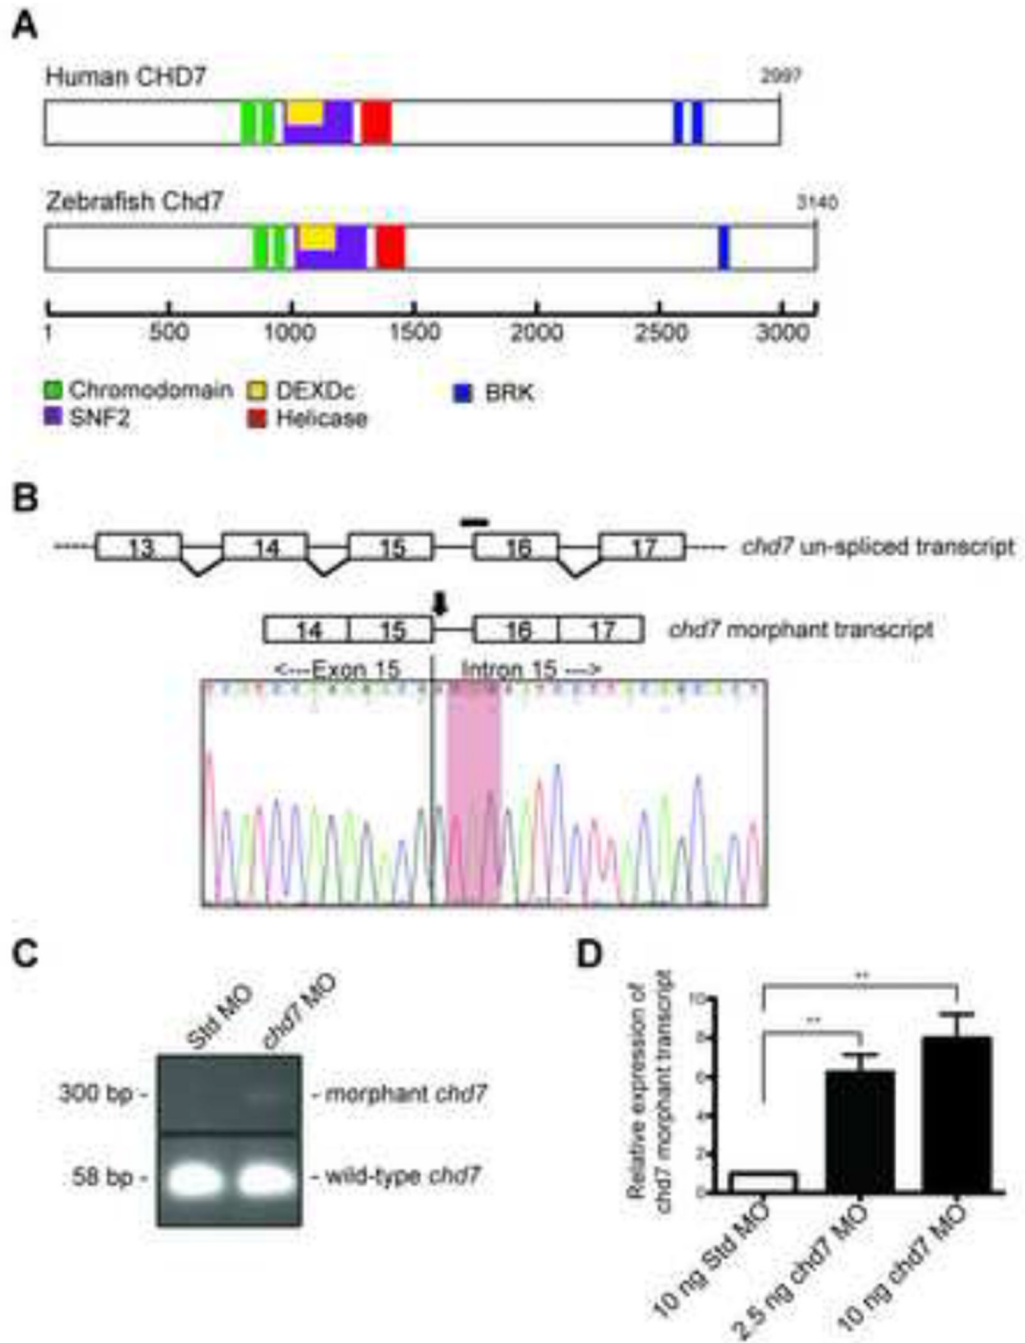 A
Human CHD7
2997
Zebrafish Chd7
3140
1 500 1000 1500 2000 2500 3000
Chromodomain DEXDc BRK
SNF2 Helicase
B
13 14 15 16 17 chd7 un-spliced transcript
14 15 16 17 chd7 morphant transcript
<---Exon 15 Intron 15 --->
C
Std MO chd7 MO
300 bp - - morphant chd7
58 bp - - wild-type chd7
D
Relative expression of
chd7 morphant transcript
10
8
6
4
2
0
**
**
10 ng Std MO
2.5 ng chd7 MO
10 ng chd7 MO